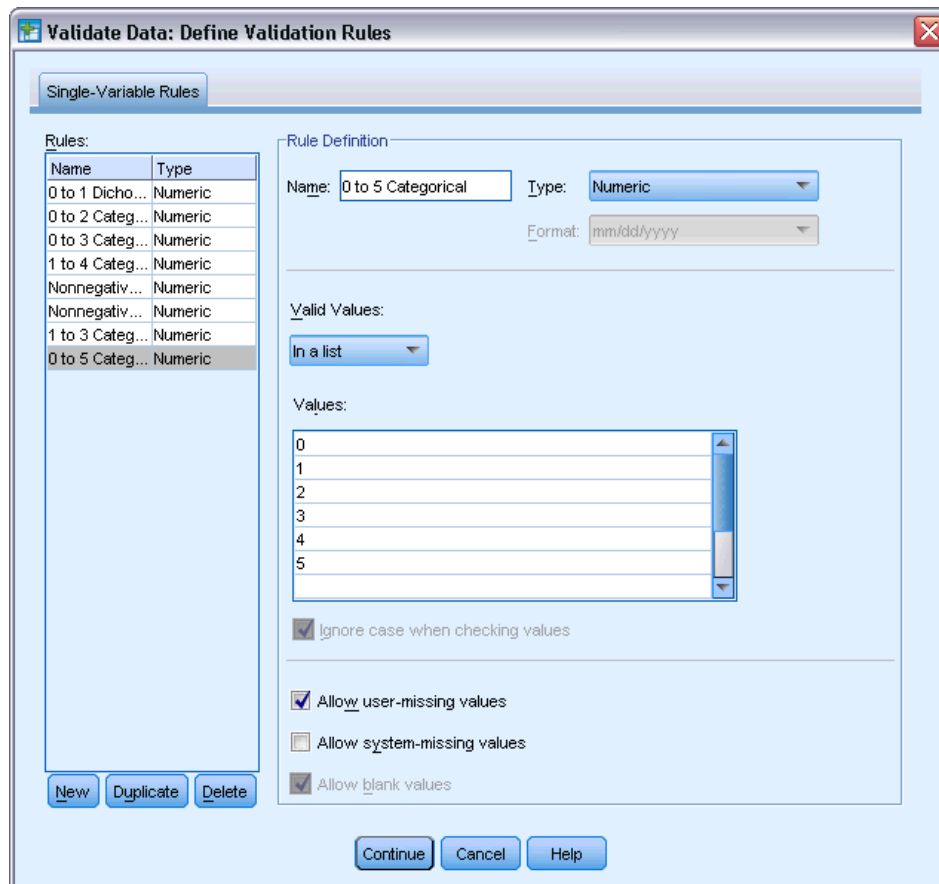 Validate Data: Define Validation Rules
Single-Variable Rules
Rules:
Name Type
0 to 1 Dicho... Numeric
0 to 2 Categ... Numeric
0 to 3 Categ... Numeric
1 to 4 Categ... Numeric
Nonnegativ... Numeric
Nonnegativ... Numeric
1 to 3 Categ... Numeric
0 to 5 Categ... Numeric
New Duplicate Delete
Rule Definition
Name: 0 to 5 Categorical Type: Numeric
Format: mm/dd/yyyy
Valid Values:
In a list
Values:
0
1
2
3
4
5
Ignore case when checking values
Allow user-missing values
Allow system-missing values
Allow blank values
Continue Cancel Help